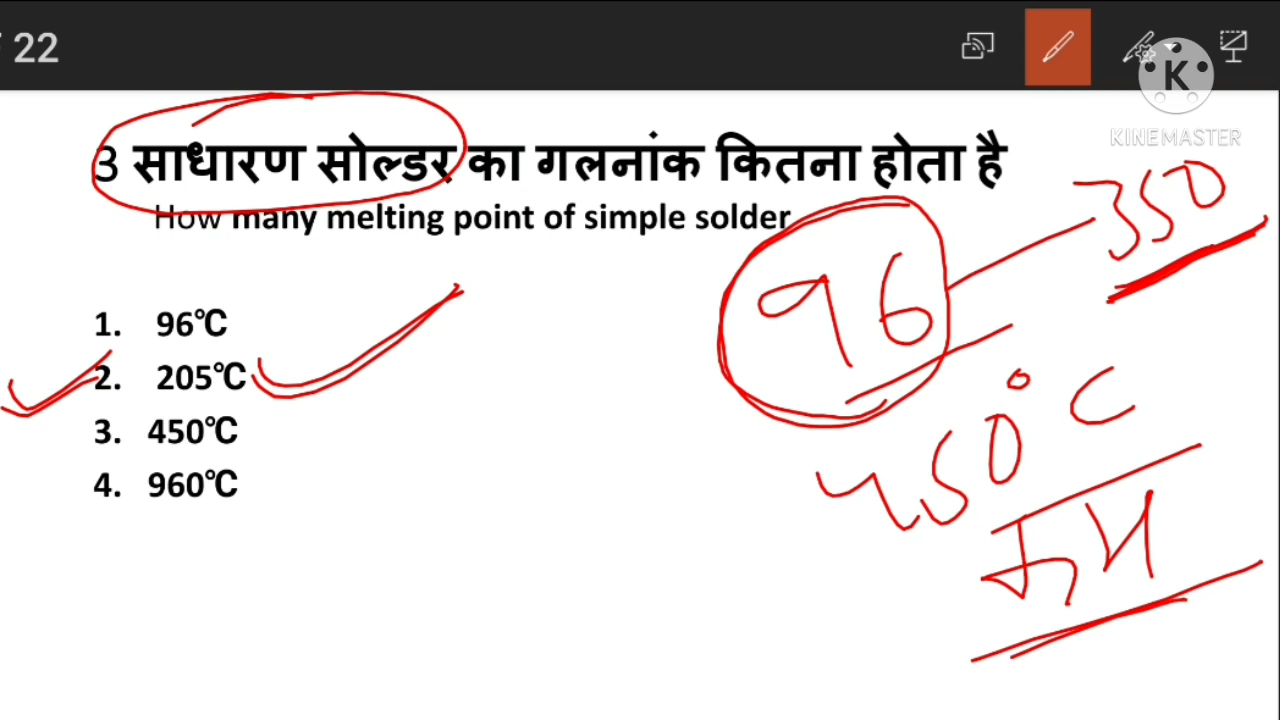 22
KINEMASTER
3 साधारण सोल्डर का गलनांक कितना होता है
How many melting point of simple solder
1. 96℃
2. 205℃
3. 450℃
4. 960℃
96
350
450°C
कम